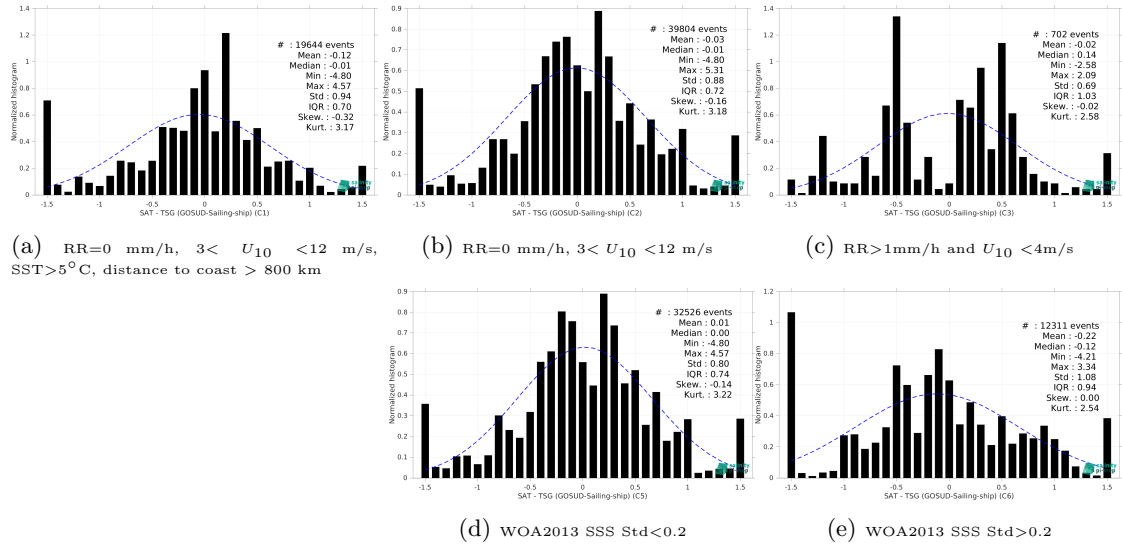 1.4
1.2
1
0.8
0.6
0.4
0.2
0
Normalized histogram
# : 19644 events
Mean : -0.12
Median : -0.01
Min : -4.80
Max : 4.57
Std : 0.94
IQR : 0.70
Skew. : -0.32
Kurt. : 3.17
-1.5 -1 -0.5 0 0.5 1 1.5
SAT - TSG (GOSUD-Sailing-ship) (C1)
(a) RR=0 mm/h, 3< U10 <12 m/s,
SST>5°C, distance to coast > 800 km
0.9
0.8
0.7
0.6
0.5
0.4
0.3
0.2
0.1
0
Normalized histogram
# : 39804 events
Mean : -0.03
Median : -0.01
Min : -4.80
Max : 5.31
Std : 0.88
IQR : 0.72
Skew. : -0.16
Kurt. : 3.18
-1.5 -1 -0.5 0 0.5 1 1.5
SAT - TSG (GOSUD-Sailing-ship) (C2)
(b) RR=0 mm/h, 3< U10 <12 m/s
1.4
1.2
1
0.8
0.6
0.4
0.2
0
Normalized histogram
# : 702 events
Mean : -0.02
Median : 0.14
Min : -2.58
Max : 2.09
Std : 0.69
IQR : 1.03
Skew. : -0.02
Kurt. : 2.58
-1.5 -1 -0.5 0 0.5 1 1.5
SAT - TSG (GOSUD-Sailing-ship) (C3)
(c) RR>1mm/h and U10 <4m/s
0.9
0.8
0.7
0.6
0.5
0.4
0.3
0.2
0.1
0
Normalized histogram
# : 32526 events
Mean : 0.01
Median : 0.00
Min : -4.80
Max : 4.57
Std : 0.80
IQR : 0.74
Skew. : -0.14
Kurt. : 3.22
-1.5 -1 -0.5 0 0.5 1 1.5
SAT - TSG (GOSUD-Sailing-ship) (C5)
(d) WOA2013 SSS Std<0.2
1.2
1
0.8
0.6
0.4
0.2
0
Normalized histogram
# : 12311 events
Mean : -0.22
Median : -0.12
Min : -4.21
Max : 3.34
Std : 1.08
IQR : 0.94
Skew. : 0.00
Kurt. : 2.54
-1.5 -1 -0.5 0 0.5 1 1.5
SAT - TSG (GOSUD-Sailing-ship) (C6)
(e) WOA2013 SSS Std>0.2